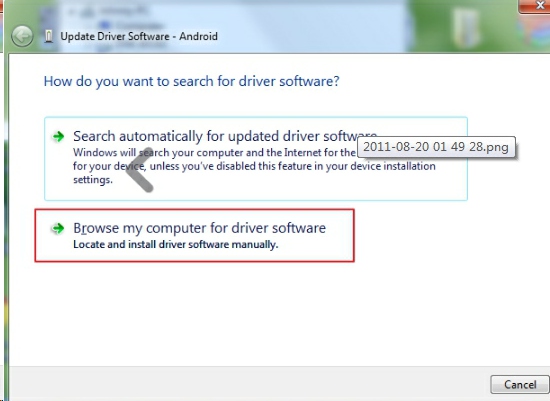 Update Driver Software - Android
How do you want to search for driver software?
Search automatically for updated driver software
2011-08-20 01 49 28.png
Windows will search your computer and the Internet for the
for your device, unless you've disabled this feature in your device installation
settings.
Browse my computer for driver software
Locate and install driver software manually.
Cancel